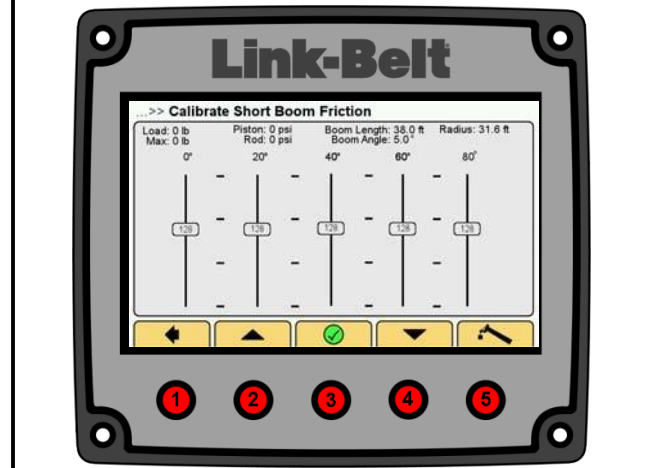 Link-Belt
...>> Calibrate Short Boom Friction
Load: 0 lb Piston: 0 psi Boom Length: 38.0 ft Radius: 31.6 ft
Max: 0 lb Rod: 0 psi Boom Angle: 5.0°
0° 20° 40° 60° 80°
128 128 128 128 128
1 2 3 4 5